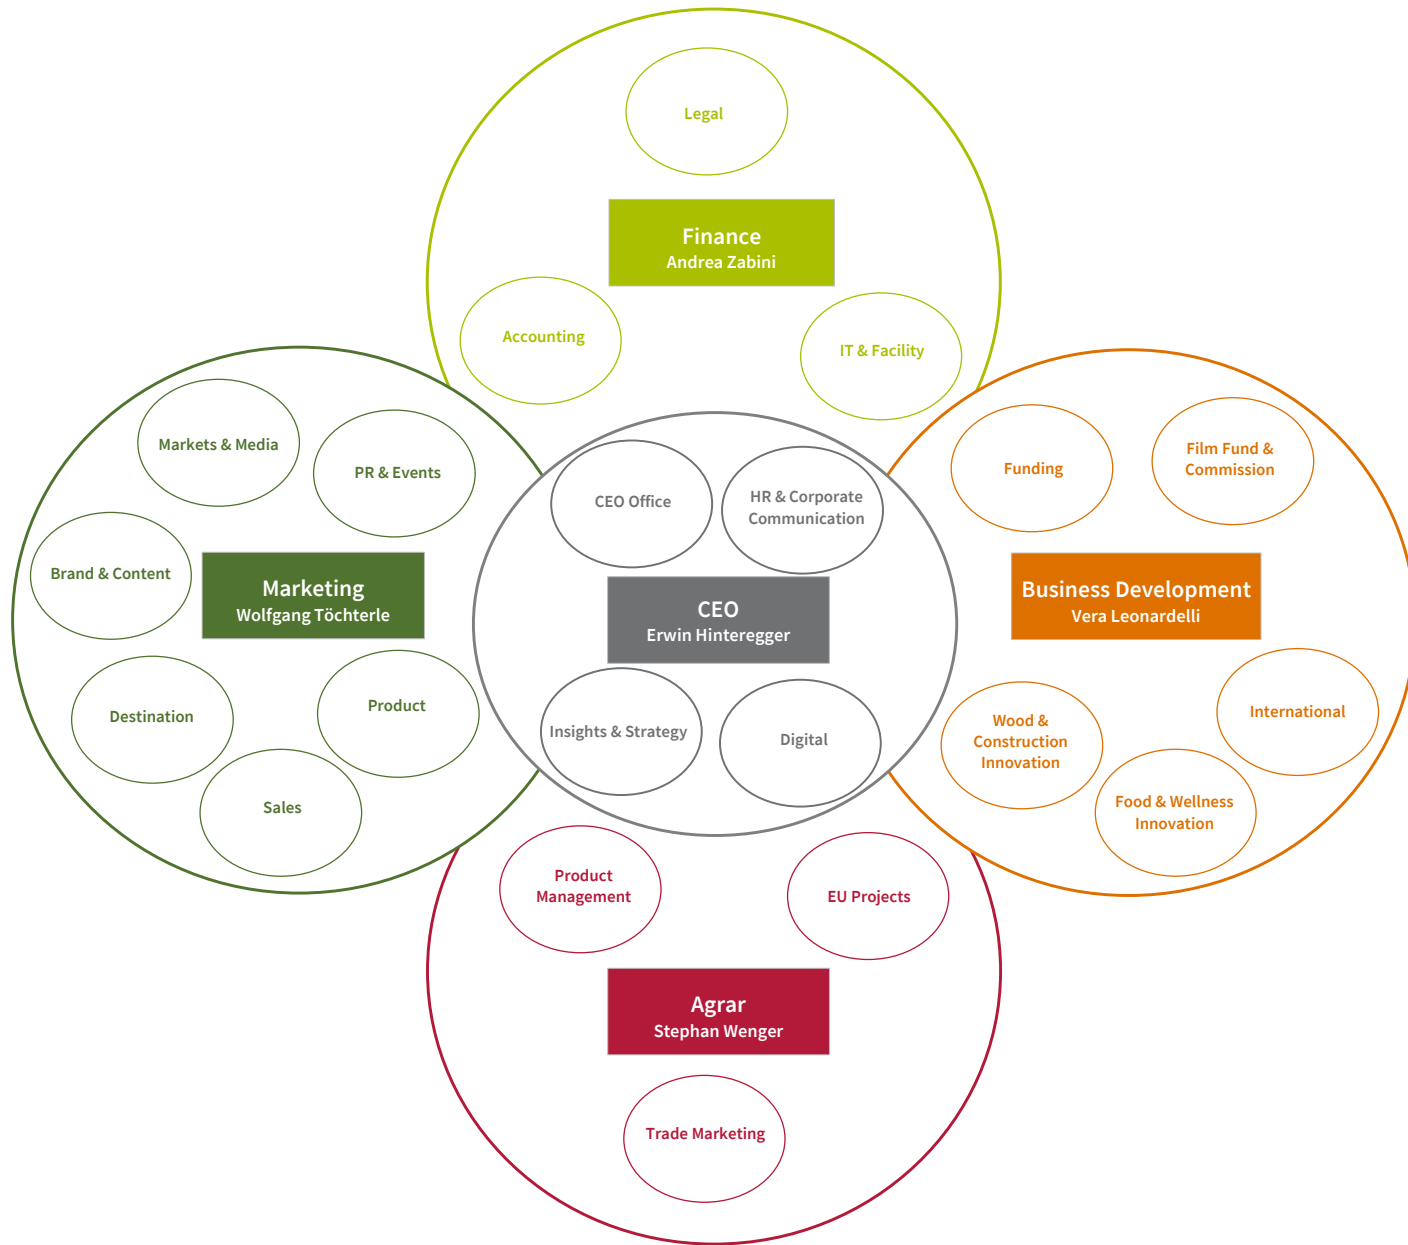 Legal
Finance
Andrea Zabini
Accounting
IT & Facility
Markets & Media
PR & Events
Brand & Content
Marketing
Wolfgang Töchterle
Destination
Product
Sales
CEO Office
HR & Corporate
Communication
CEO
Erwin Hinteregger
Insights & Strategy
Digital
Funding
Film Fund &
Commission
Business Development
Vera Leonardelli
Wood &
Construction
Innovation
International
Food & Wellness
Innovation
Product
Management
EU Projects
Agrar
Stephan Wenger
Trade Marketing